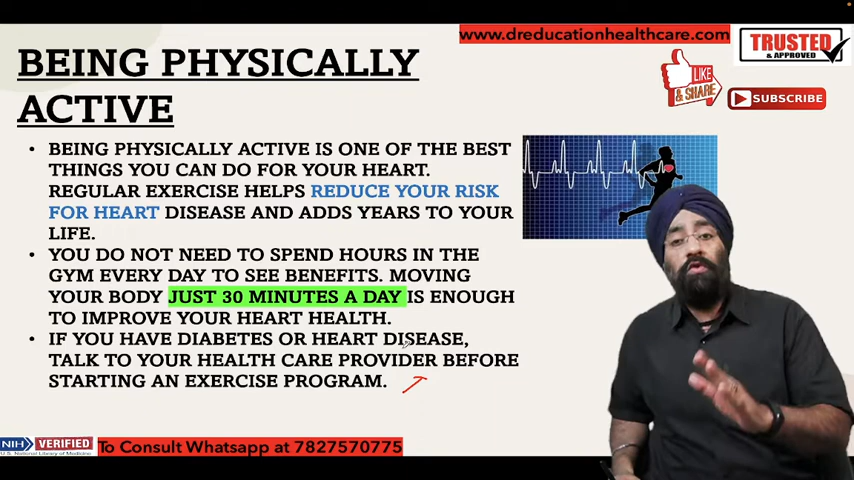 www.dreducationhealthcare.com
TRUSTED
& APPROVED
LIKE
& SHARE
SUBSCRIBE
BEING PHYSICALLY
ACTIVE
• BEING PHYSICALLY ACTIVE IS ONE OF THE BEST
THINGS YOU CAN DO FOR YOUR HEART.
REGULAR EXERCISE HELPS REDUCE YOUR RISK
FOR HEART DISEASE AND ADDS YEARS TO YOUR
LIFE.
• YOU DO NOT NEED TO SPEND HOURS IN THE
GYM EVERY DAY TO SEE BENEFITS. MOVING
YOUR BODY JUST 30 MINUTES A DAY IS ENOUGH
TO IMPROVE YOUR HEART HEALTH.
• IF YOU HAVE DIABETES OR HEART DISEASE,
TALK TO YOUR HEALTH CARE PROVIDER BEFORE
STARTING AN EXERCISE PROGRAM.
NIH VERIFIED
U.S. National Library of Medicine
To Consult Whatsapp at 7827570775